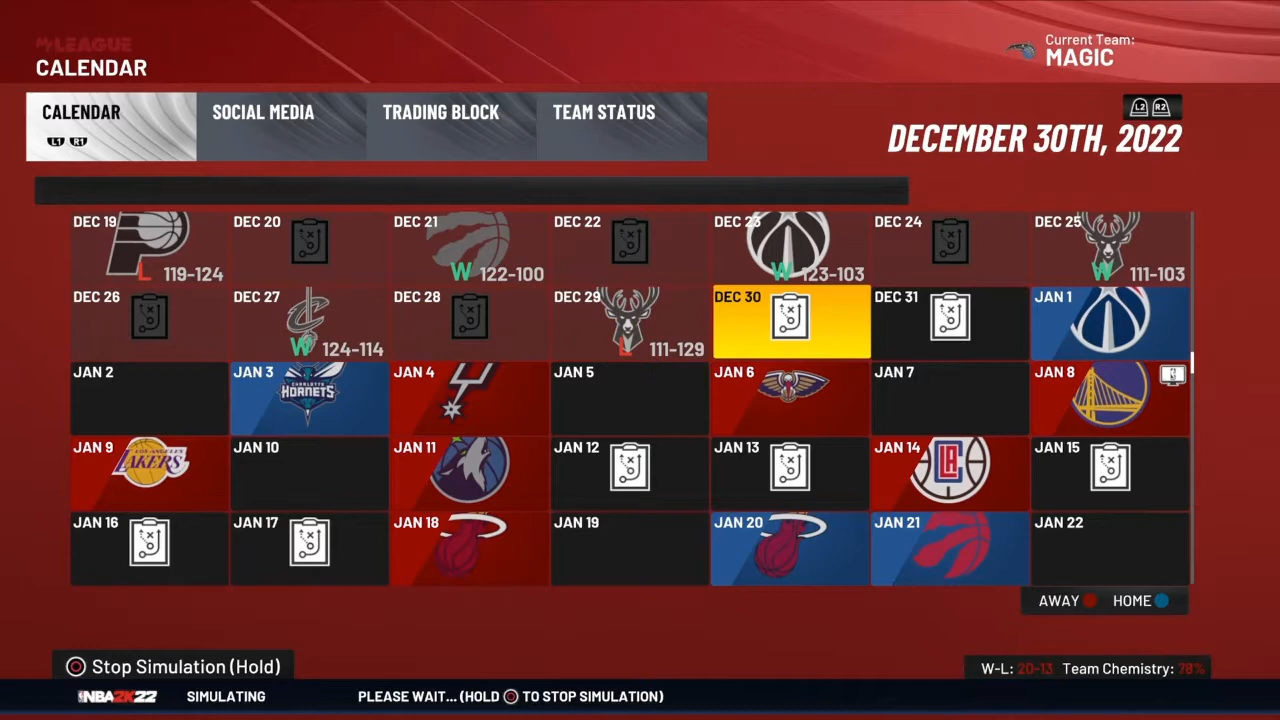 MyLEAGUE
CALENDAR
Current Team:
MAGIC
CALENDAR SOCIAL MEDIA TRADING BLOCK TEAM STATUS
L1 R1
L2 R2
DECEMBER 30TH, 2022
DEC 19 DEC 20 DEC 21 DEC 22 DEC 23 DEC 24 DEC 25
L 119-124 W 122-100 W 123-103 W 111-103
DEC 26 DEC 27 DEC 28 DEC 29 DEC 30 DEC 31 JAN 1
W 124-114 L 111-129
JAN 2 JAN 3 JAN 4 JAN 5 JAN 6 JAN 7 JAN 8
CHARLOTTE
HORNETS
JAN 9 JAN 10 JAN 11 JAN 12 JAN 13 JAN 14 JAN 15
LOS ANGELES
LAKERS
LA
JAN 16 JAN 17 JAN 18 JAN 19 JAN 20 JAN 21 JAN 22
AWAY HOME
Stop Simulation (Hold)
W-L: 20-13 Team Chemistry: 78%
NBA2K22 SIMULATING PLEASE WAIT... (HOLD TO STOP SIMULATION)